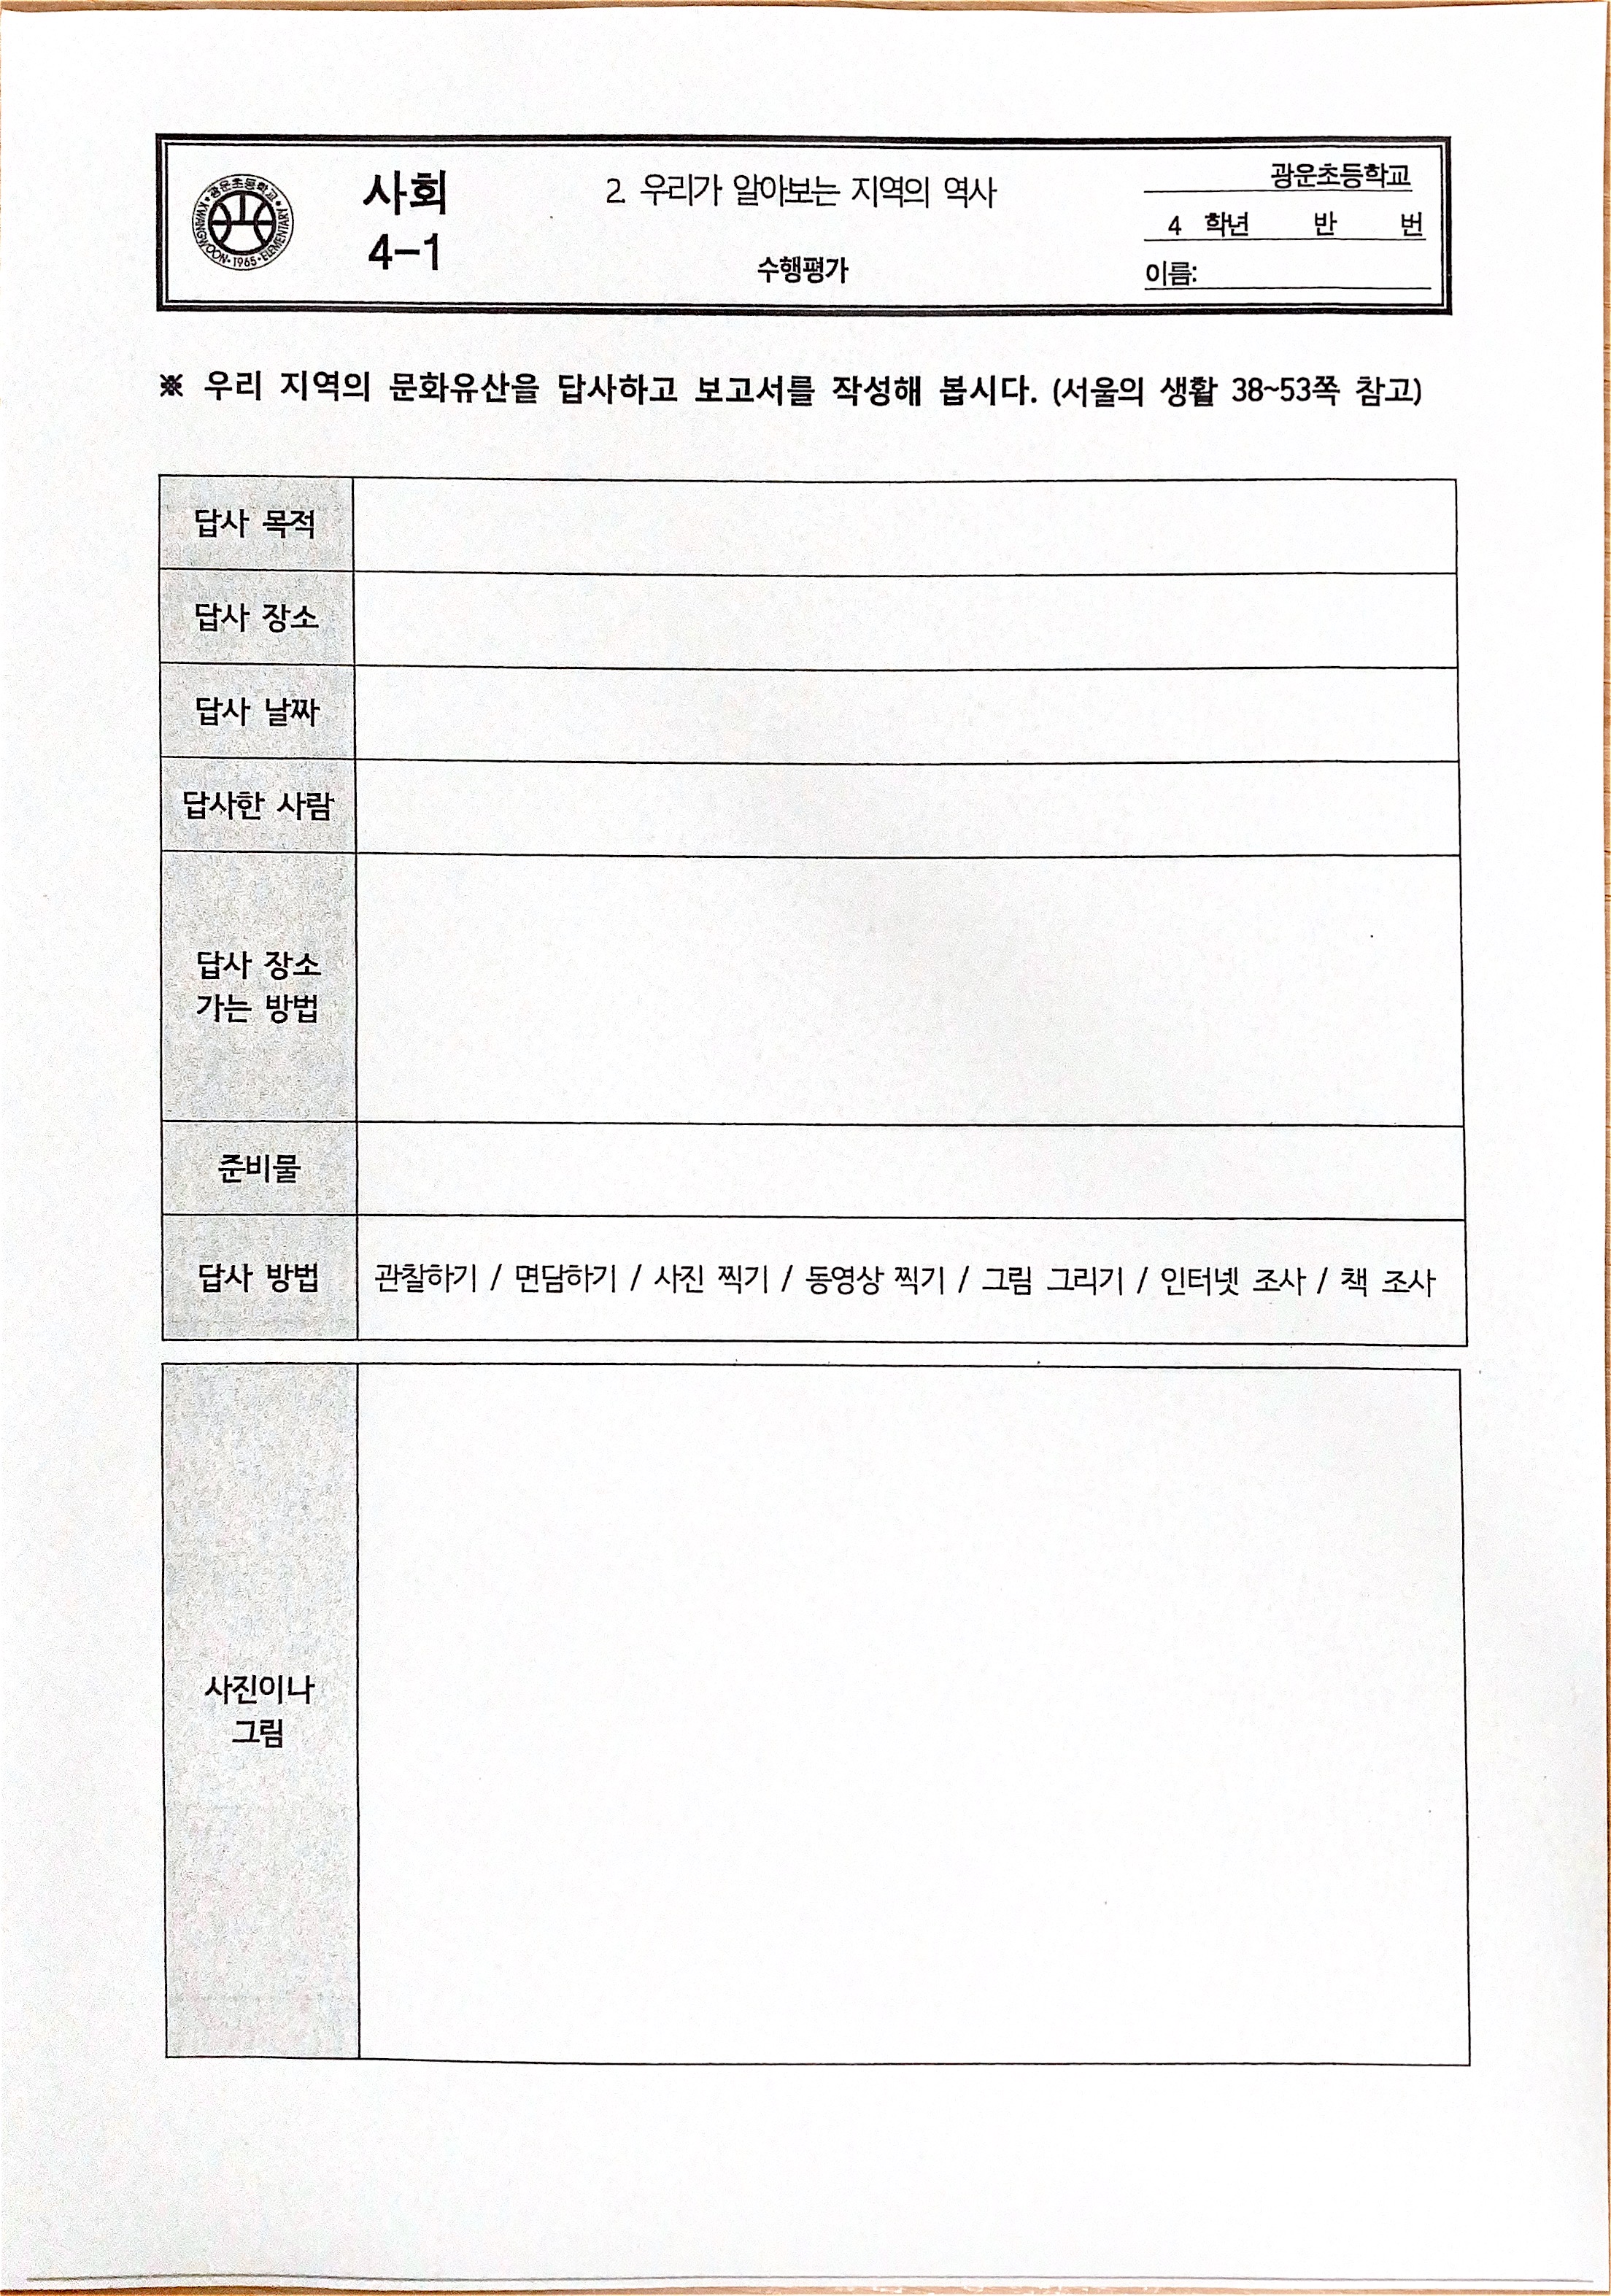 광운초등학교
KWANGWOON · 1965 · ELEMENTARY
사회
4-1
2. 우리가 알아보는 지역의 역사
수행평가
광운초등학교
4 학년 반 번
이름:
※ 우리 지역의 문화유산을 답사하고 보고서를 작성해 봅시다. (서울의 생활 38~53쪽 참고)
답사 목적
답사 장소
답사 날짜
답사한 사람
답사 장소
가는 방법
준비물
답사 방법
관찰하기 / 면담하기 / 사진 찍기 / 동영상 찍기 / 그림 그리기 / 인터넷 조사 / 책 조사
사진이나
그림